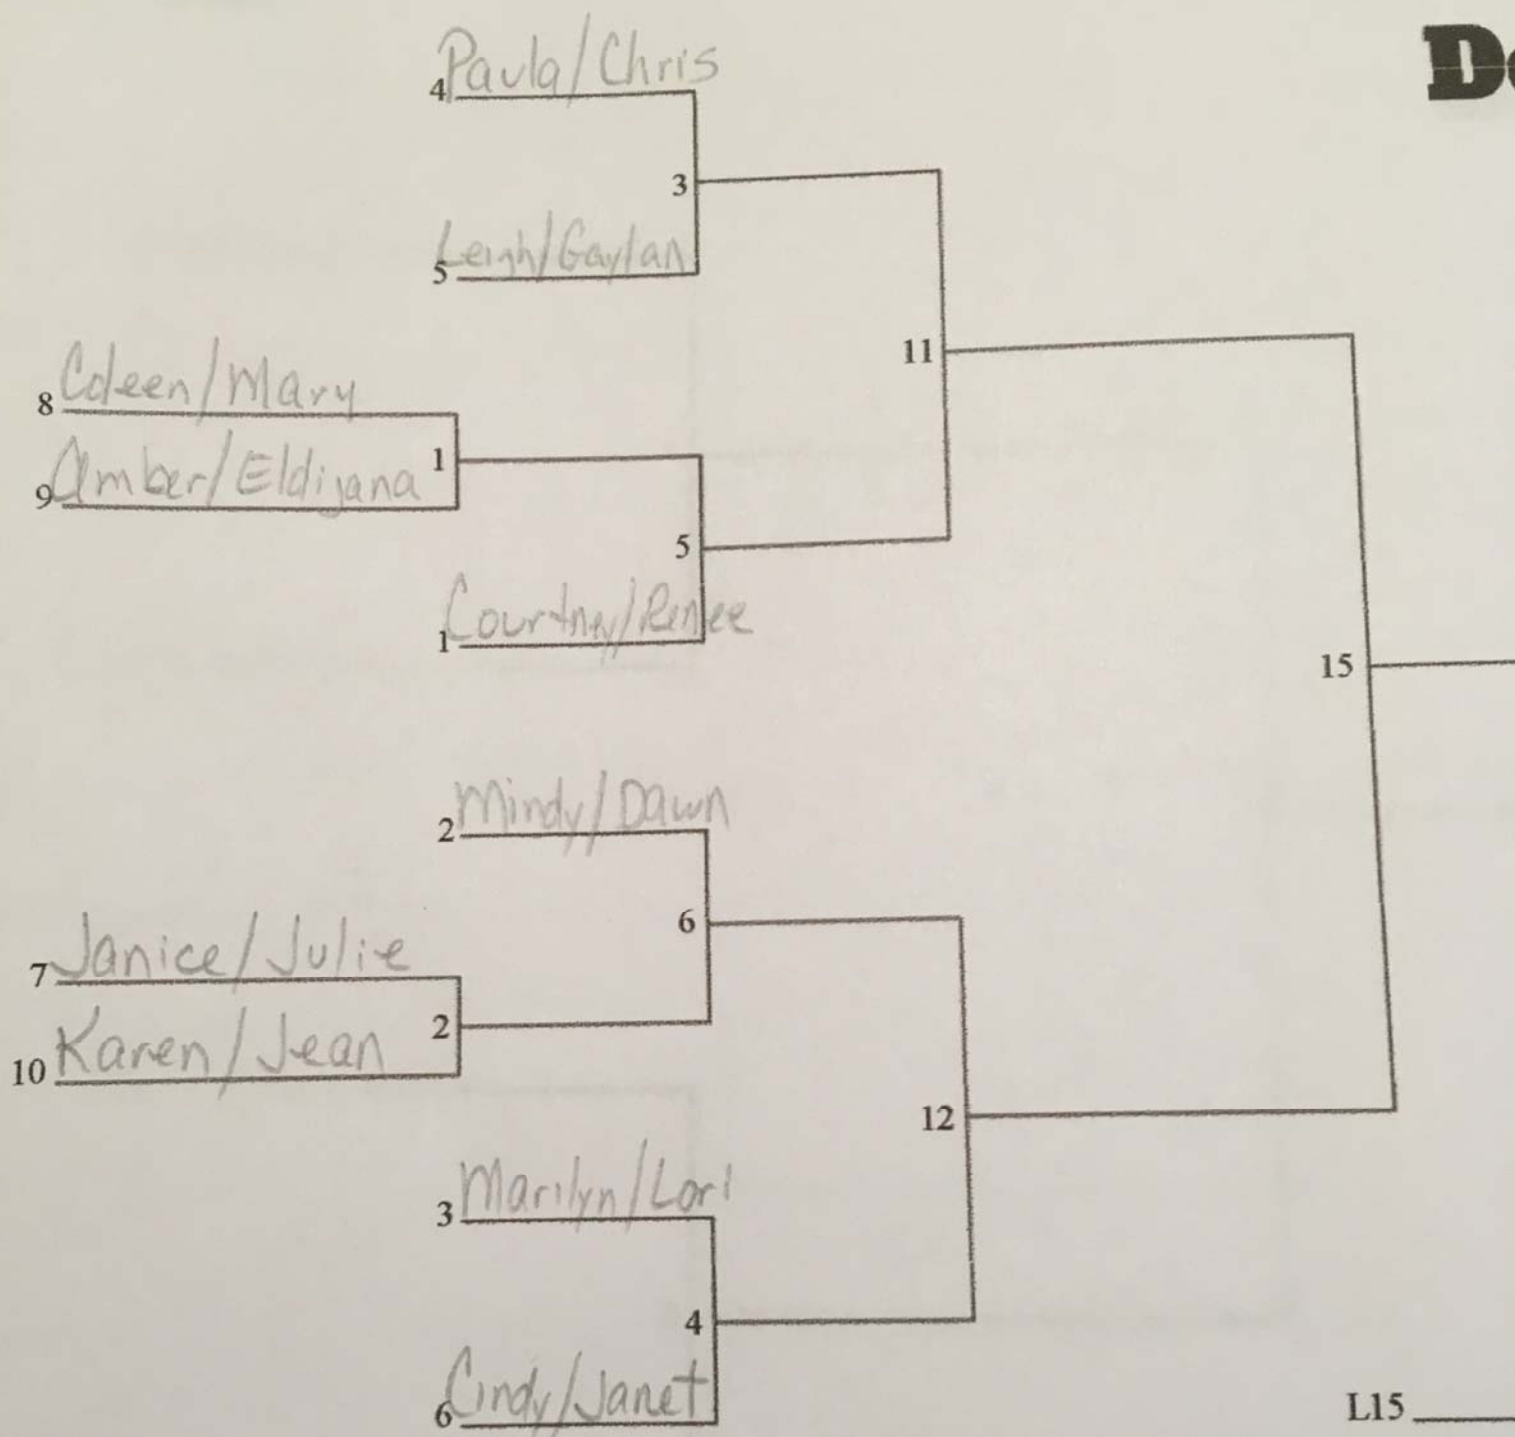 4 Paula/Chris
3
5 Leigh/Gaylan
11
8 Coleen/Mary
1
9 Amber/Eldijana
5
1 Courtney/Renee
15
2 Mindy/Dawn
6
7 Janice/Julie
2
10 Karen/Jean
12
3 Marilyn/Lori
4
6 Cindy/Janet
L15